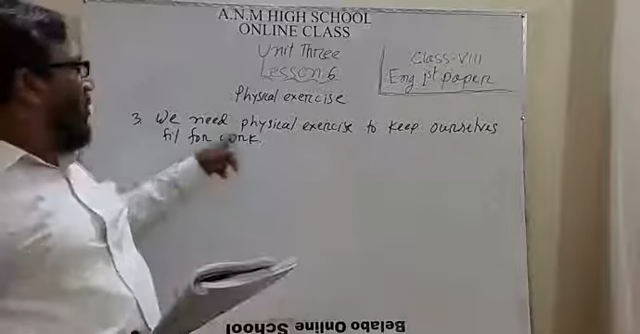 A.N.M HIGH SCHOOL
ONLINE CLASS
Unit Three
Lesson 6
Class-VIII
Eng 1st paper
Physical exercise
3. We need physical exercise to keep ourselves
fit for work.
Belabo Online School